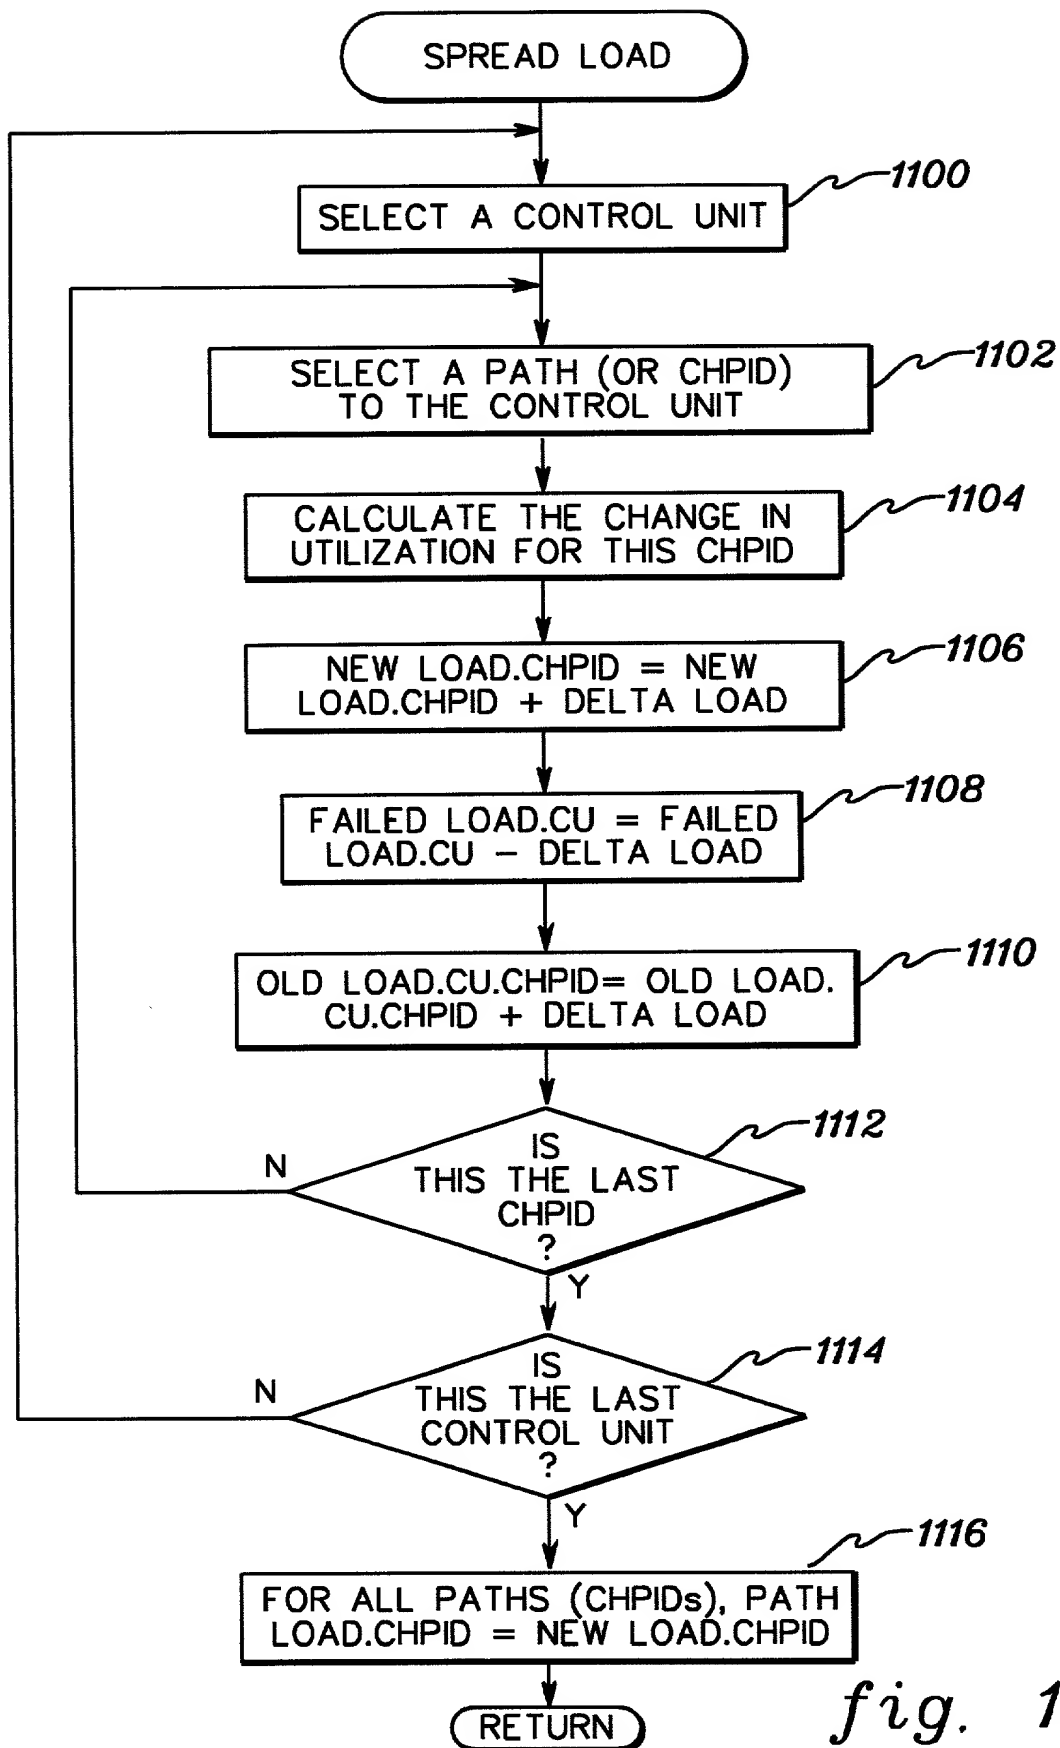 SPREAD LOAD
1100
SELECT A CONTROL UNIT
1102
SELECT A PATH (OR CHPID)
TO THE CONTROL UNIT
1104
CALCULATE THE CHANGE IN
UTILIZATION FOR THIS CHPID
1106
NEW LOAD.CHPID = NEW
LOAD.CHPID + DELTA LOAD
1108
FAILED LOAD.CU = FAILED
LOAD.CU - DELTA LOAD
1110
OLD LOAD.CU.CHPID= OLD LOAD.
CU.CHPID + DELTA LOAD
1112
IS
THIS THE LAST
CHPID
?
N
Y
1114
IS
THIS THE LAST
CONTROL UNIT
?
N
Y
1116
FOR ALL PATHS (CHPIDs), PATH
LOAD.CHPID = NEW LOAD.CHPID
RETURN
fig. 1